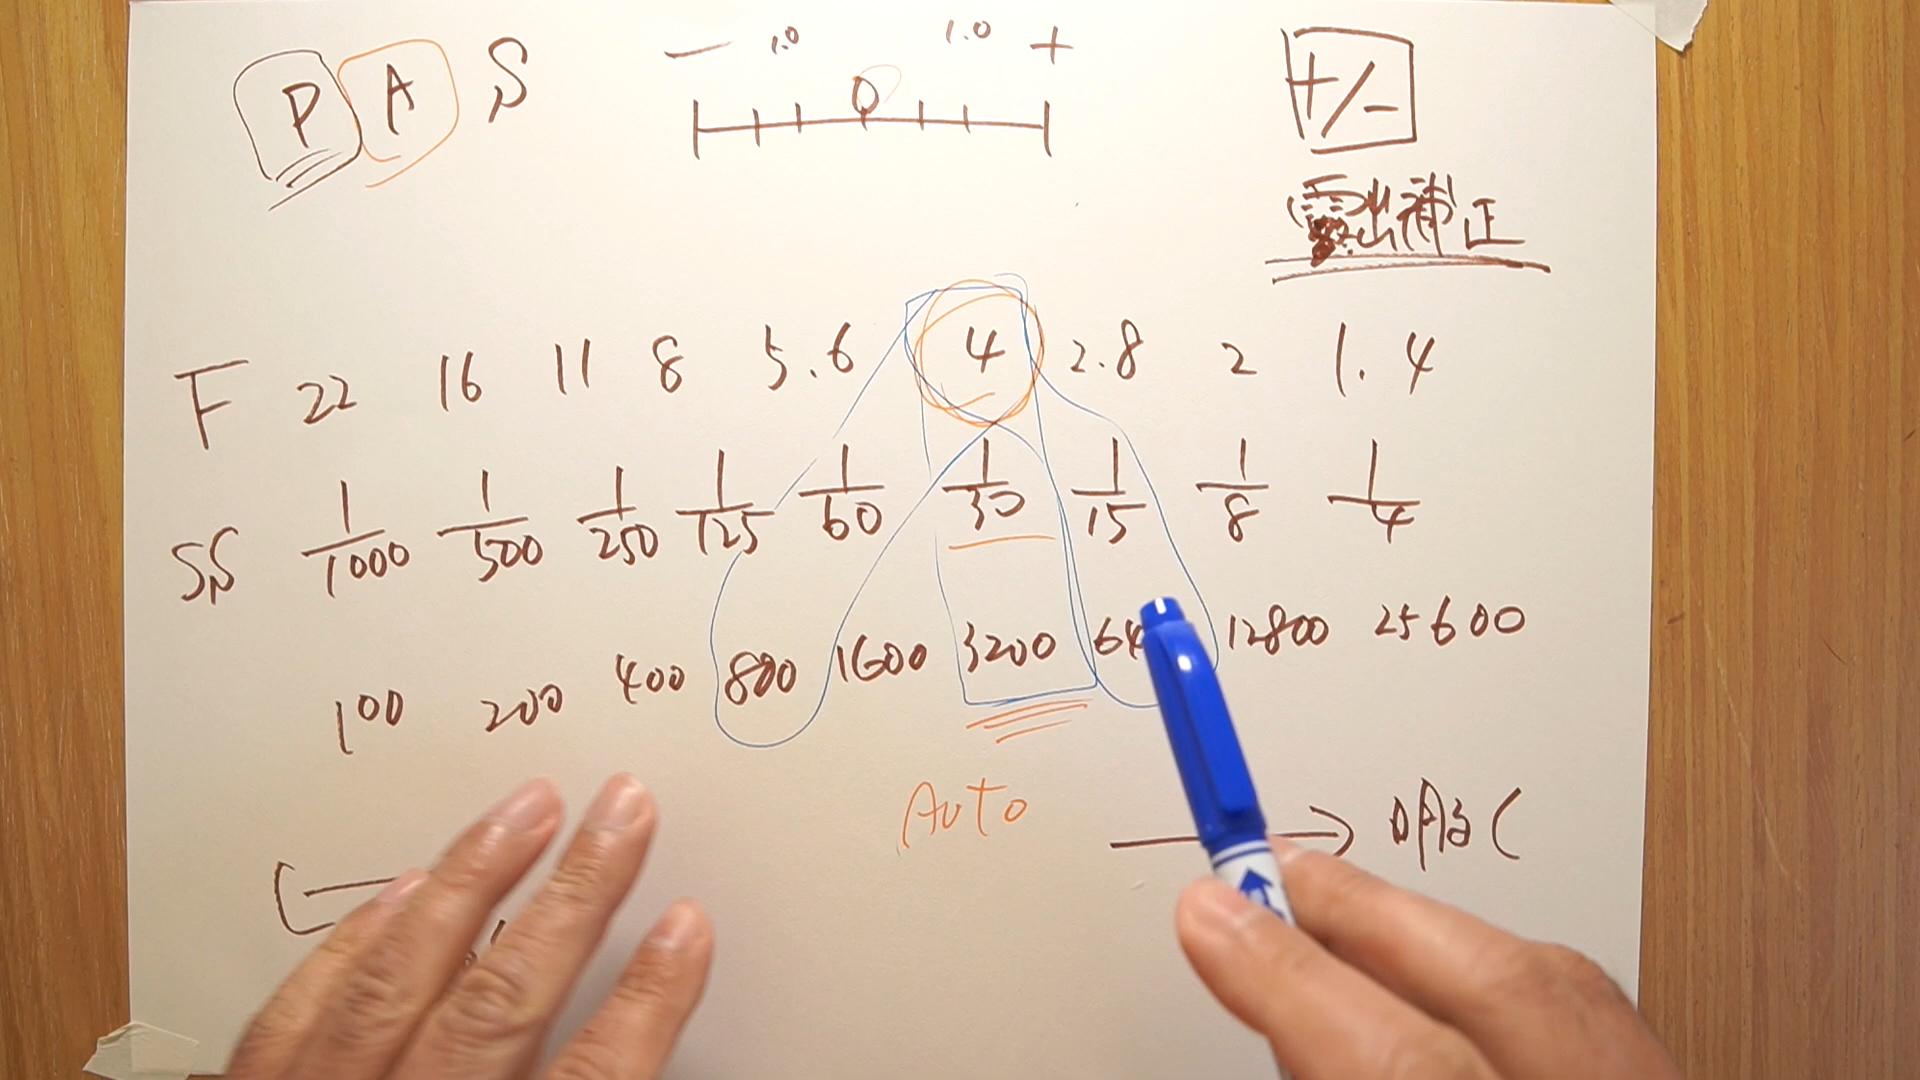 P A S
− 1.0 1.0 +
0
+/-
露出補正
F 22 16 11 8 5.6 4 2.8 2 1.4
SS 1/1000 1/500 1/250 1/125 1/60 1/30 1/15 1/8 1/4
100 200 400 800 1600 3200 64 12800 25600
Auto
→ 明るく